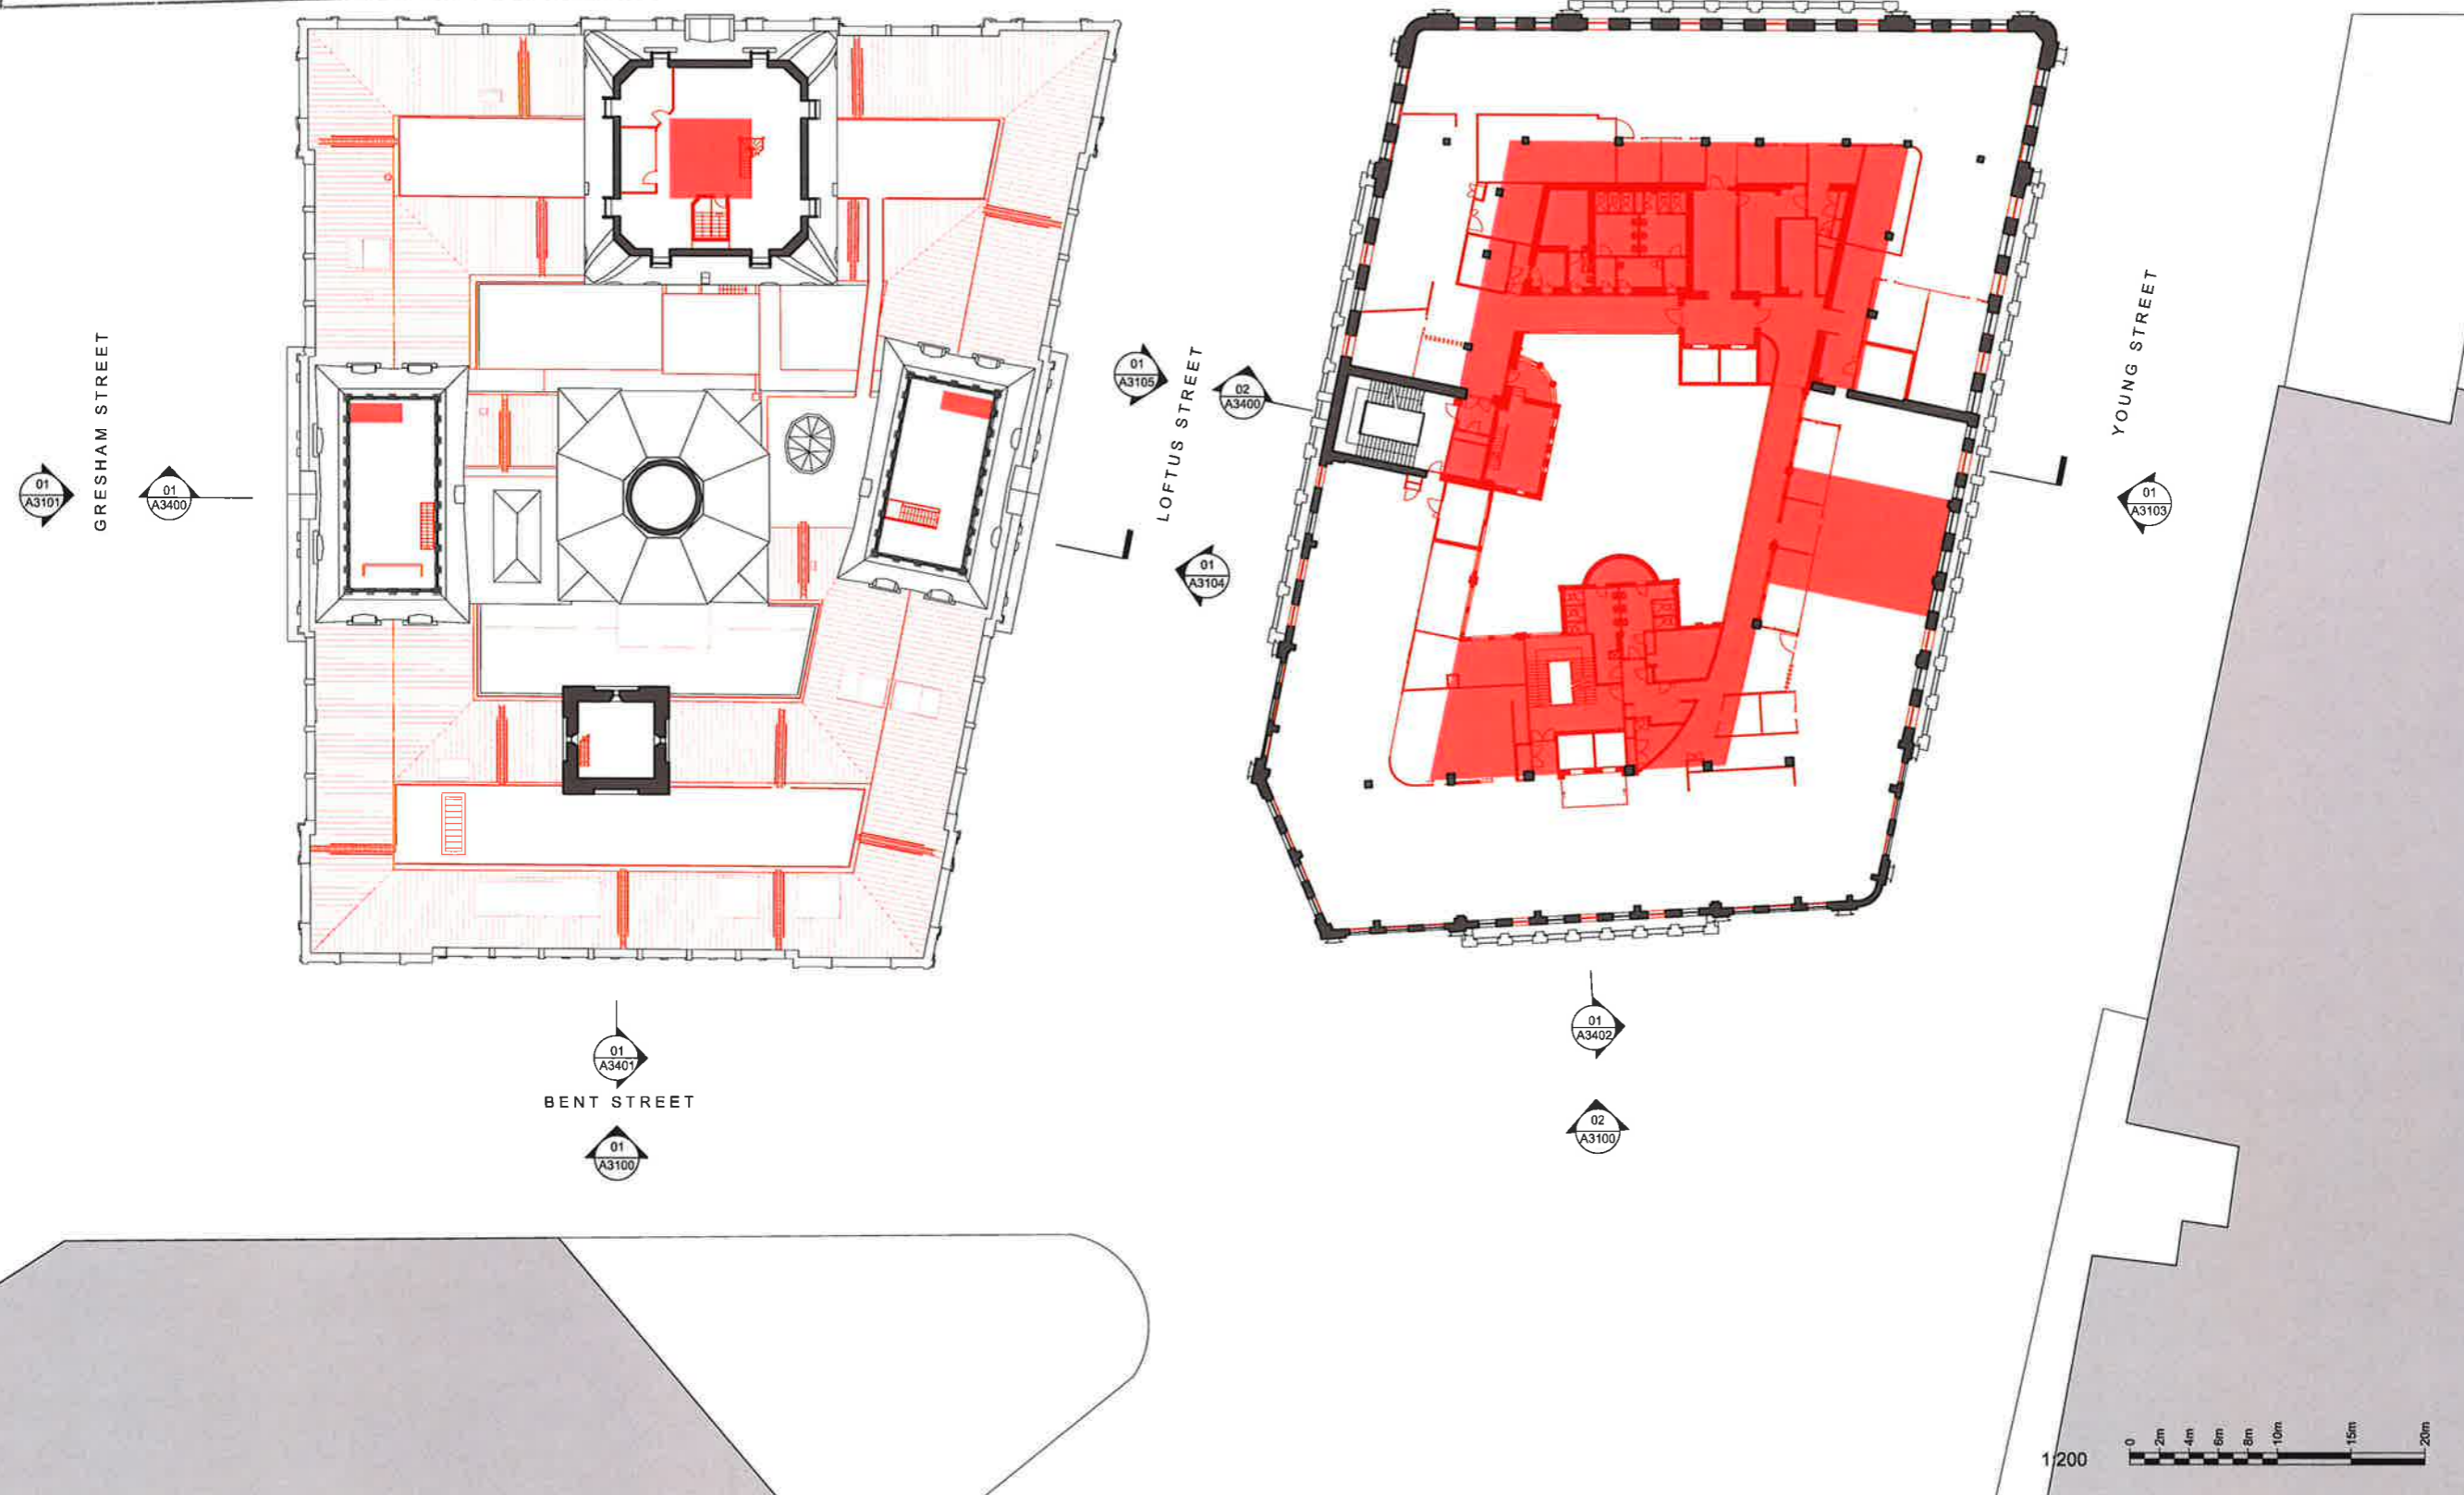 GRESHAM STREET
01
A3101
01
A3400
01
A3105
LOFTUS STREET
02
A3400
01
A3104
YOUNG STREET
01
A3103
01
A3401
BENT STREET
01
A3100
01
A3402
02
A3100
1:200
0 2m 4m 6m 8m 10m 15m 20m